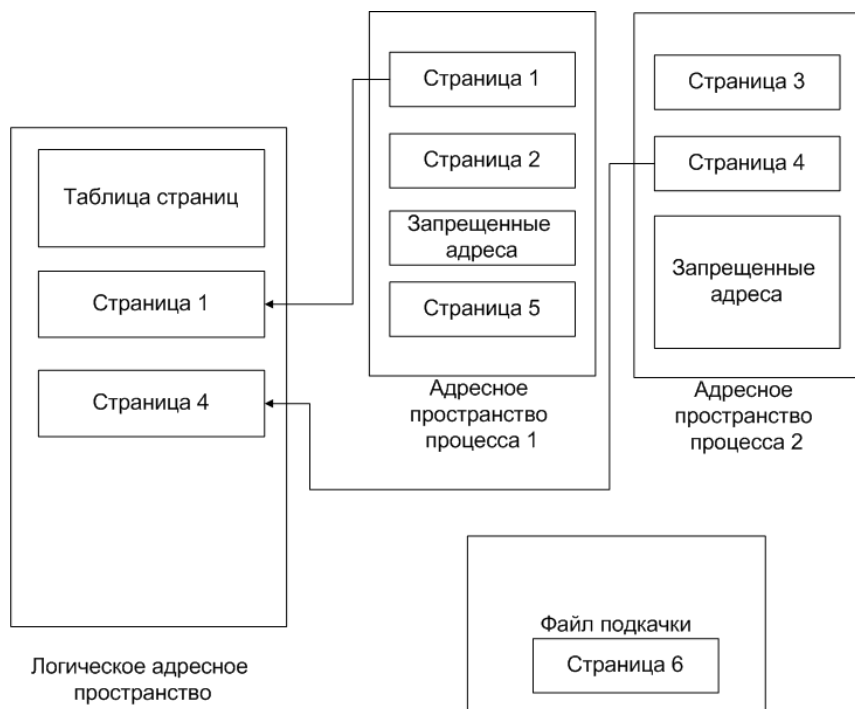 Таблица страниц
Страница 1
Страница 4
Логическое адресное
пространство
Страница 1
Страница 2
Запрещенные
адреса
Страница 5
Адресное
пространство
процесса 1
Страница 3
Страница 4
Запрещенные
адреса
Адресное
пространство
процесса 2
Файл подкачки
Страница 6